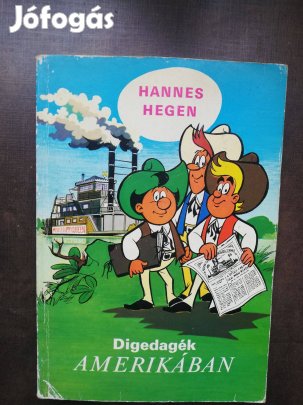 Jófogás
HANNES
HEGEN
Digedagék
AMERIKÁBAN